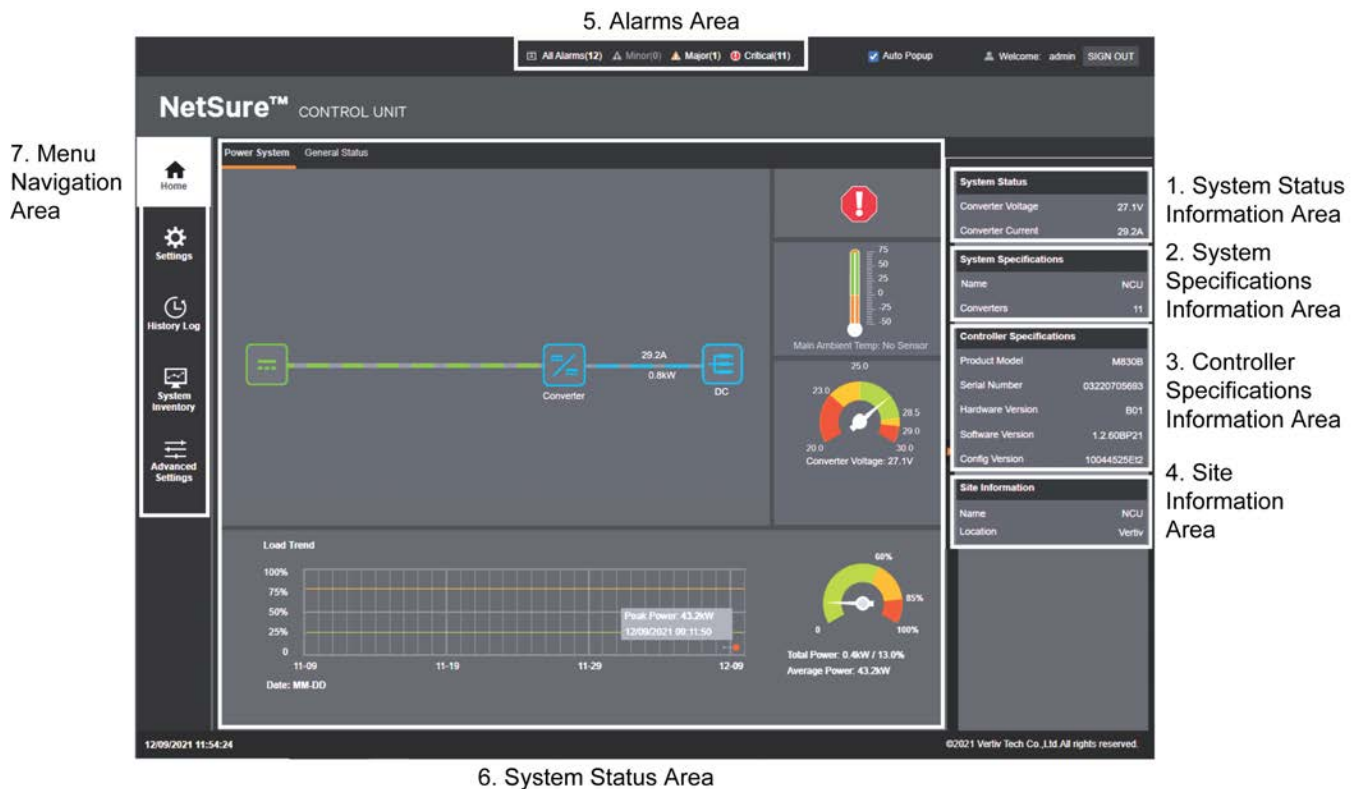 5. Alarms Area
All Alarms(12) Minor(0) Major(1) Critical(11) Auto Popup Welcome: admin SIGN OUT
NetSure™ CONTROL UNIT
7. Menu
Navigation
Area
Home
Settings
History Log
System
Inventory
Advanced
Settings
Power System General Status
75
50
25
0
-25
-50
Main Ambient Temp: No Sensor
29.2A
0.8kW
Converter
DC
25.0
23.0
28.5
29.0
20.0
30.0
Converter Voltage: 27.1V
Load Trend
100%
75%
50%
25%
0
Peak Power: 43.2kW
12/09/2021 09:11:50
11-09 11-19 11-29 12-09
Date: MM-DD
60%
85%
0
100%
Total Power: 0.4kW / 13.0%
Average Power: 43.2kW
System Status
Converter Voltage 27.1V
Converter Current 29.2A
System Specifications
Name NCU
Converters 11
Controller Specifications
Product Model M830B
Serial Number 03220705693
Hardware Version B01
Software Version 1.2.60BP21
Config Version 10044525Et2
Site Information
Name NCU
Location Vertiv
1. System Status
Information Area
2. System
Specifications
Information Area
3. Controller
Specifications
Information Area
4. Site
Information
Area
12/09/2021 11:54:24
©2021 Vertiv Tech Co.,Ltd.All rights reserved.
6. System Status Area